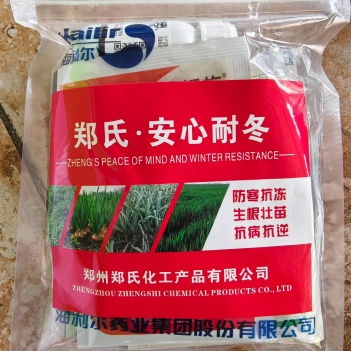 郑氏·安心耐冬
ZHENG'S PEACE OF MIND AND WINTER RESISTANCE
防寒抗冻
生根壮苗
抗病抗逆
郑州郑氏化工产品有限公司
ZHENGZHOU ZHENGSHI CHEMICAL PRODUCTS CO., LTD
利尔药业集团股份有限公司